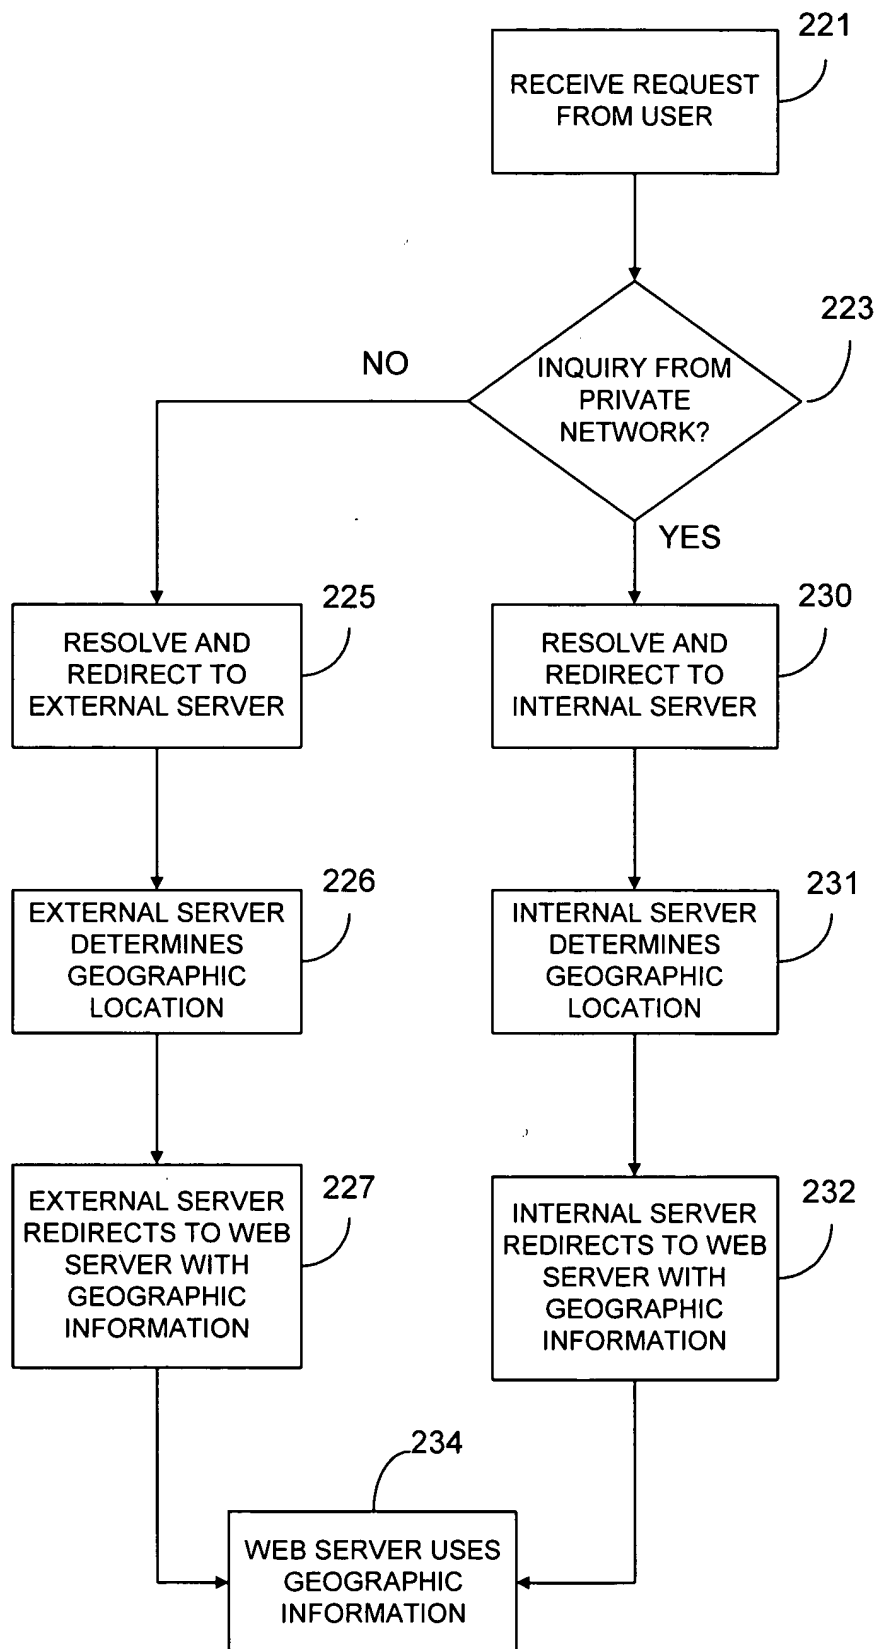 221
RECEIVE REQUEST
FROM USER
223
INQUIRY FROM
PRIVATE
NETWORK?
NO
YES
225
RESOLVE AND
REDIRECT TO
EXTERNAL SERVER
230
RESOLVE AND
REDIRECT TO
INTERNAL SERVER
226
EXTERNAL SERVER
DETERMINES
GEOGRAPHIC
LOCATION
231
INTERNAL SERVER
DETERMINES
GEOGRAPHIC
LOCATION
227
EXTERNAL SERVER
REDIRECTS TO WEB
SERVER WITH
GEOGRAPHIC
INFORMATION
232
INTERNAL SERVER
REDIRECTS TO WEB
SERVER WITH
GEOGRAPHIC
INFORMATION
234
WEB SERVER USES
GEOGRAPHIC
INFORMATION